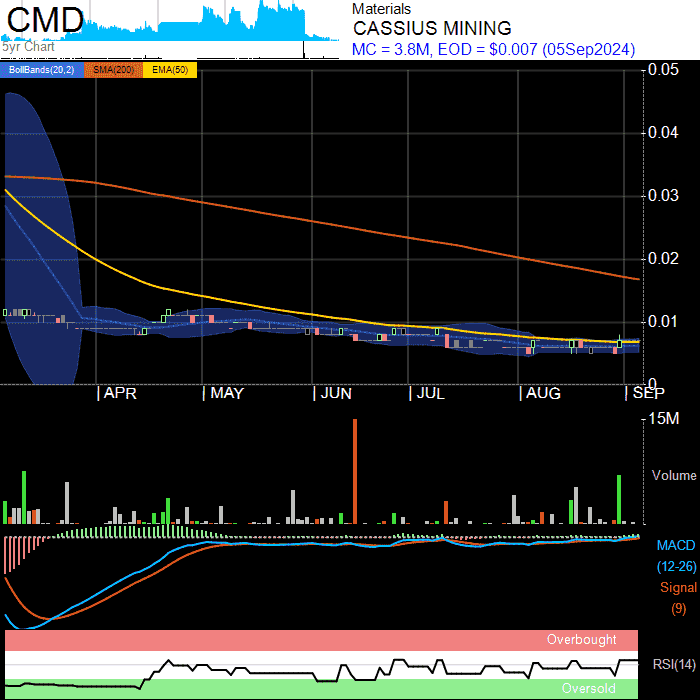 CMD
5yr Chart
Materials
CASSIUS MINING
MC = 3.8M, EOD = $0.007 (05Sep2024)
BollBands(20,2) SMA(200) EMA(50)
0.05
0.04
0.03
0.02
0.01
0
| APR | MAY | JUN | JUL | AUG | SEP
15M
Volume
MACD
(12-26)
Signal
(9)
Overbought
RSI(14)
Oversold